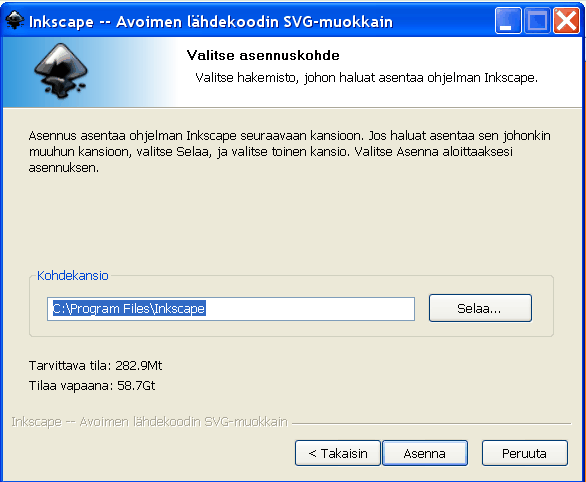 Inkscape -- Avoimen lähdekoodin SVG-muokkain
Valitse asennuskohde
Valitse hakemisto, johon haluat asentaa ohjelman Inkscape.
Asennus asentaa ohjelman Inkscape seuraavaan kansioon. Jos haluat asentaa sen johonkin
muuhun kansioon, valitse Selaa, ja valitse toinen kansio. Valitse Asenna aloittaaksesi
asennuksen.
Kohdekansio
C:\Program Files\Inkscape
Selaa...
Tarvittava tila: 282.9Mt
Tilaa vapaana: 58.7Gt
Inkscape -- Avoimen lähdekoodin SVG-muokkain
< Takaisin
Asenna
Peruuta